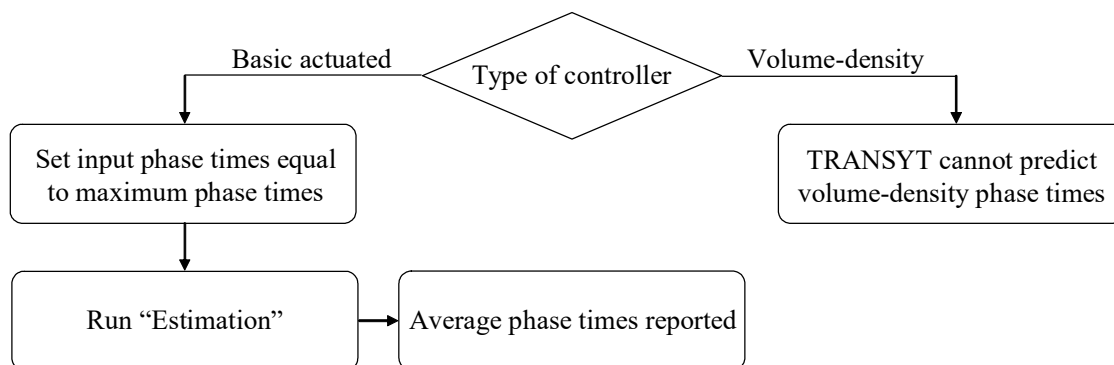 Basic actuated
Type of controller
Volume-density
Set input phase times equal
to maximum phase times
TRANSYT cannot predict
volume-density phase times
Run “Estimation”
Average phase times reported